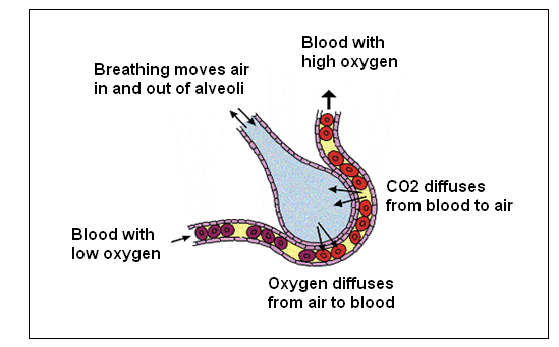 Blood with
high oxygen
Breathing moves air
in and out of alveoli
CO2 diffuses
from blood to air
Blood with
low oxygen
Oxygen diffuses
from air to blood